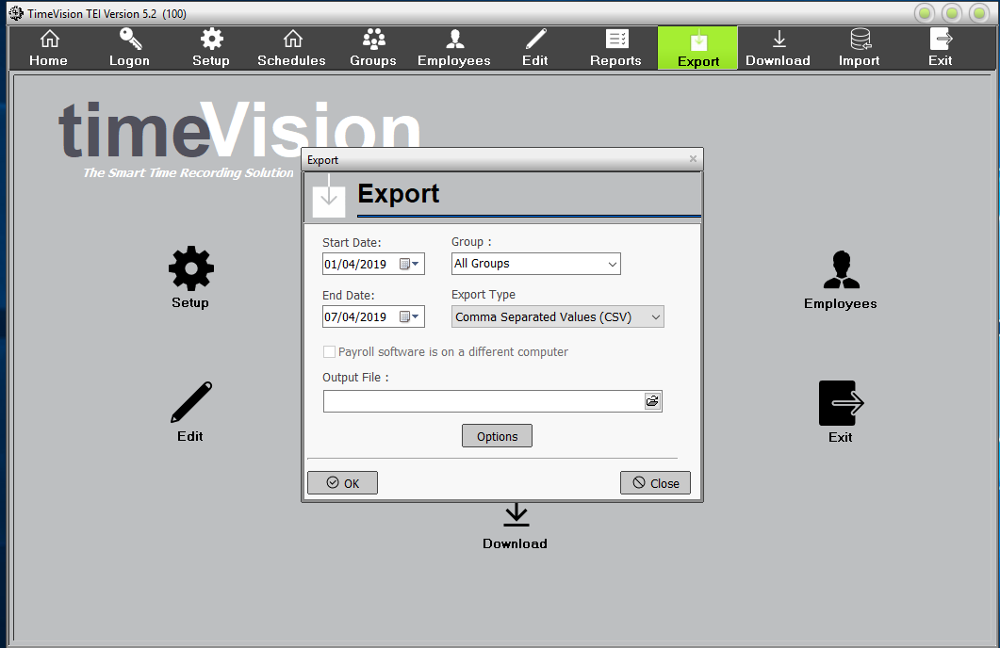 TimeVision TEI Version 5.2 (100)
Home Logon Setup Schedules Groups Employees Edit Reports Export Download Import Exit
timeVision
The Smart Time Recording Solution
Export
Export
Start Date:
Group :
01/04/2019
All Groups
End Date:
Export Type
07/04/2019
Comma Separated Values (CSV)
Payroll software is on a different computer
Output File :
Options
OK
Close
Setup
Employees
Edit
Exit
Download